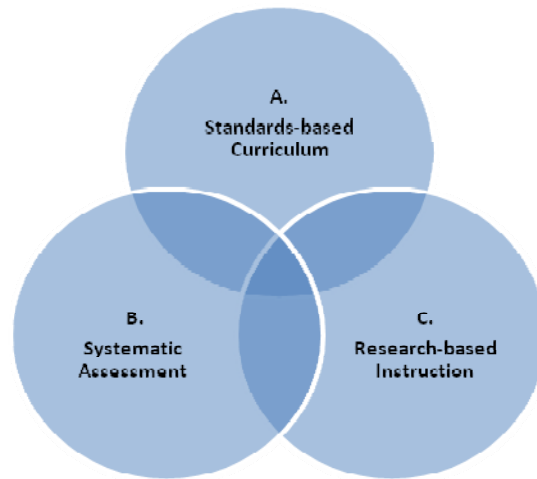 A.
Standards-based
Curriculum
B.
Systematic
Assessment
C.
Research-based
Instruction